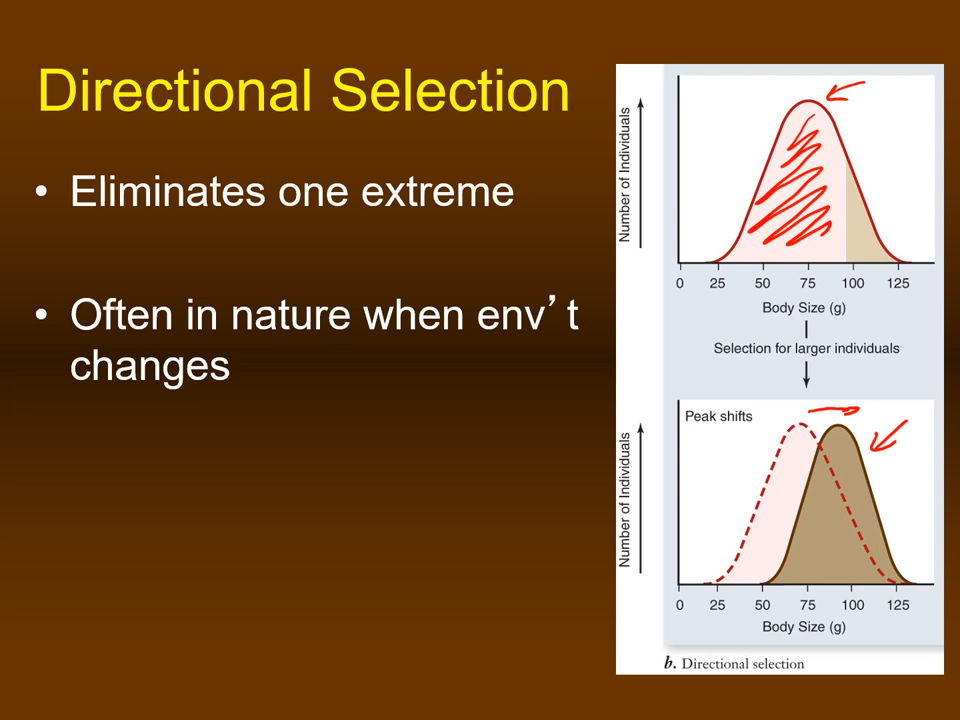 Directional Selection
• Eliminates one extreme
• Often in nature when env’t
changes
Number of Individuals
0 25 50 75 100 125
Body Size (g)
Selection for larger individuals
Peak shifts
Number of Individuals
0 25 50 75 100 125
Body Size (g)
b. Directional selection